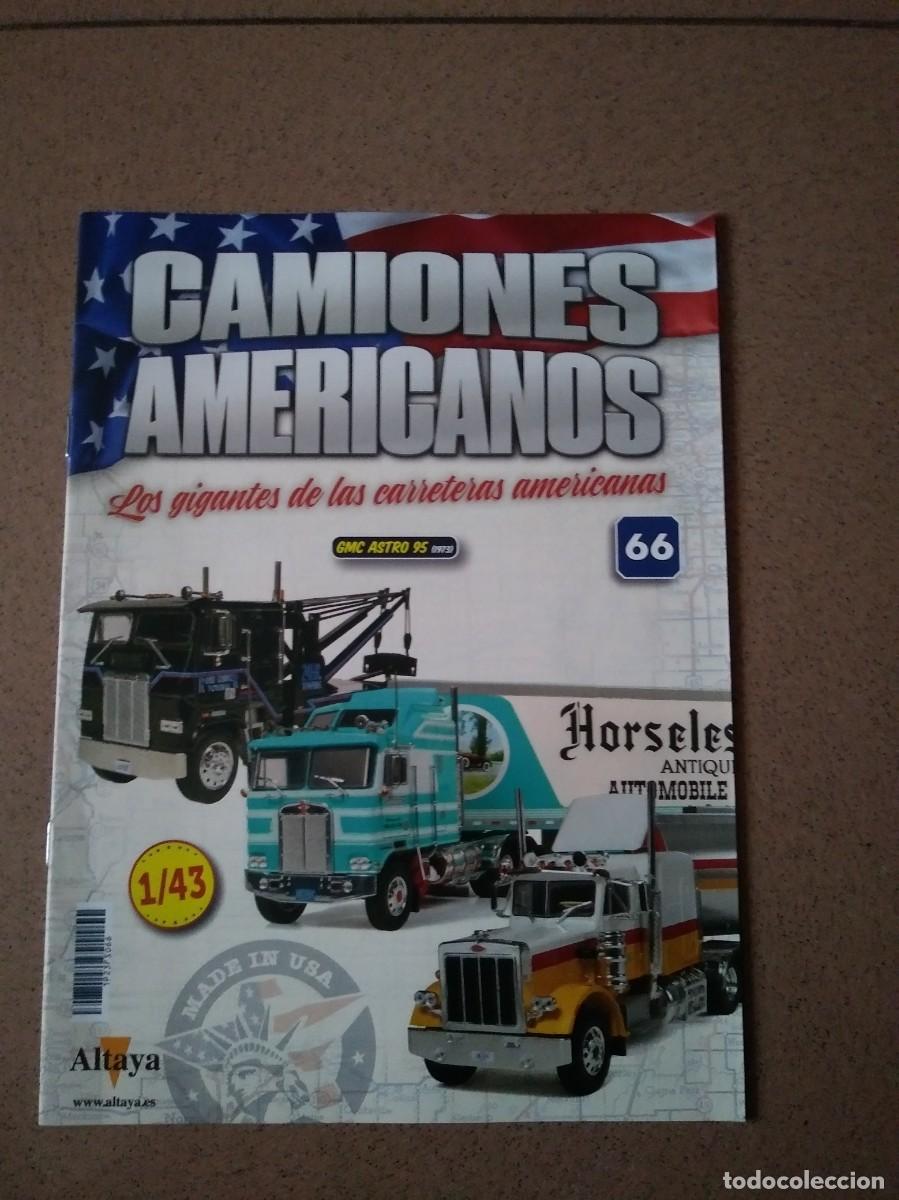 CAMIONES
AMERICANOS
Los gigantes de las carreteras americanas
GMC ASTRO 95 (1973)
66
Horseles
ANTIQU
AUTOMOBILE
1/43
MADE IN USA
Altaya
www.altaya.es
todocoleccion